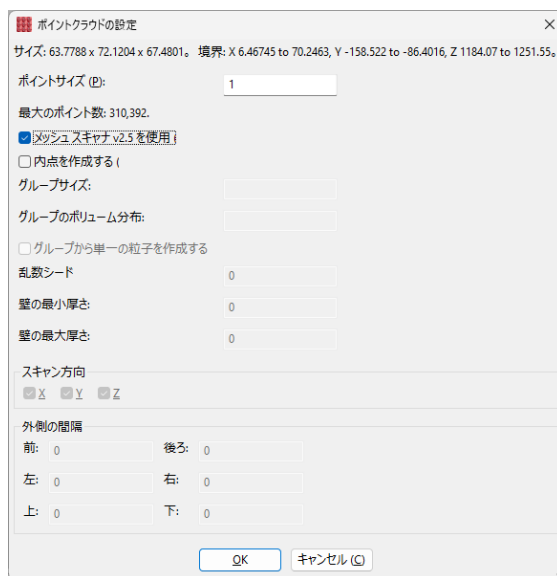 ポイントクラウドの設定
サイズ: 63.7788 x 72.1204 x 67.4801。 境界: X 6.46745 to 70.2463, Y -158.522 to -86.4016, Z 1184.07 to 1251.55。
ポイントサイズ (P): 1
最大のポイント数: 310,392.
メッシュ スキャナ v2.5 を使用 (
内点を作成する (
グループサイズ:
グループのボリューム分布:
グループから単一の粒子を作成する
乱数シード 0
壁の最小厚さ: 0
壁の最大厚さ: 0
スキャン方向
X Y Z
外側の間隔
前: 0 後ろ: 0
左: 0 右: 0
上: 0 下: 0
OK キャンセル (C)